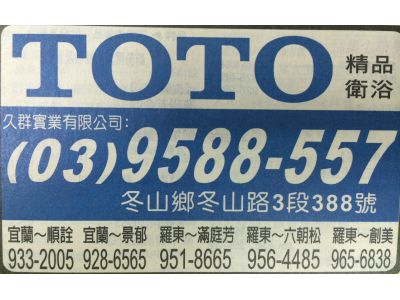 TOTO 精品衛浴
久群實業有限公司:
(03)9588-557
冬山鄉冬山路3段388號
宜蘭～順詮 宜蘭～景郁 羅東～滿庭芳 羅東～六朝松 羅東～創美
933-2005 928-6565 951-8665 956-4485 965-6838